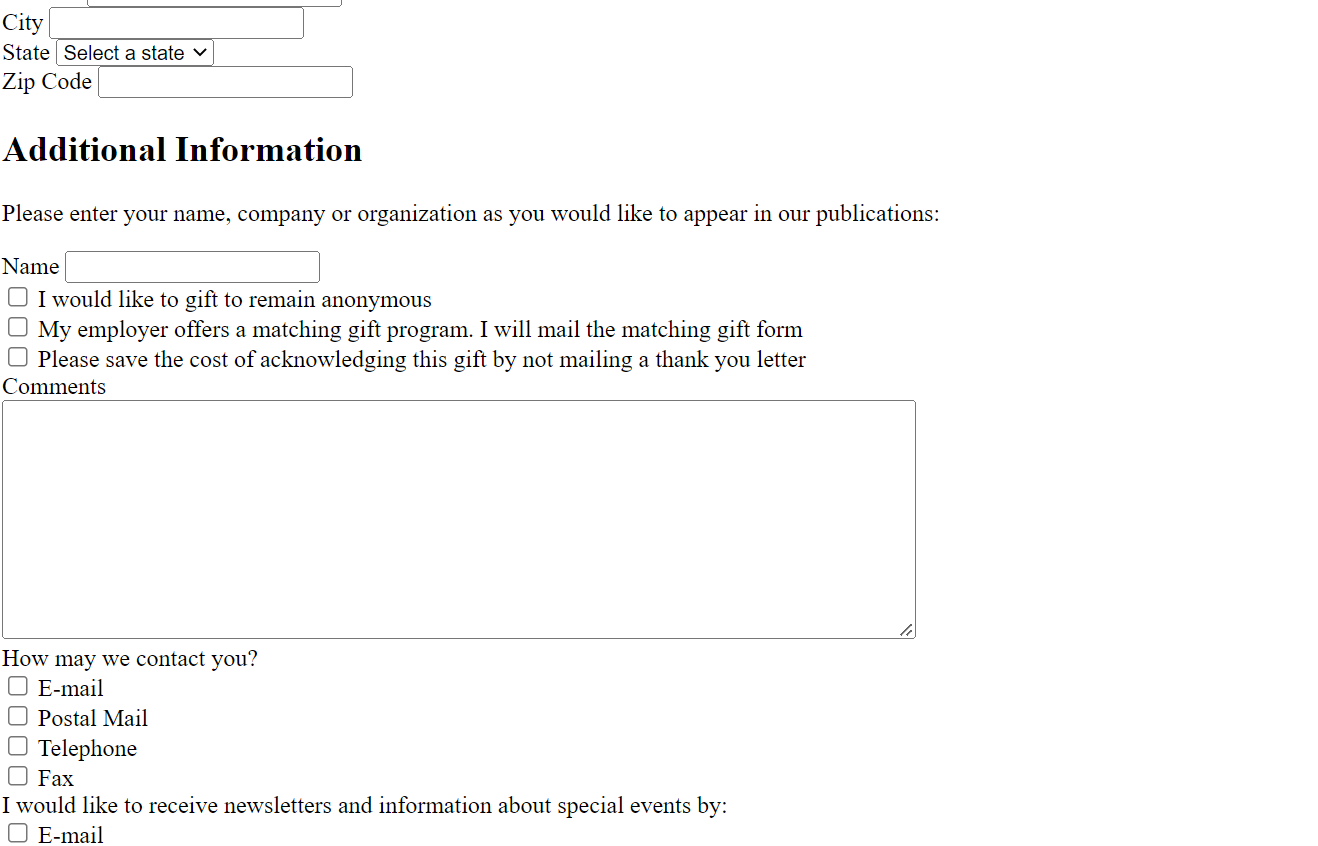 City
State Select a state
Zip Code
Additional Information
Please enter your name, company or organization as you would like to appear in our publications:
Name
I would like to gift to remain anonymous
My employer offers a matching gift program. I will mail the matching gift form
Please save the cost of acknowledging this gift by not mailing a thank you letter
Comments
How may we contact you?
E-mail
Postal Mail
Telephone
Fax
I would like to receive newsletters and information about special events by:
E-mail